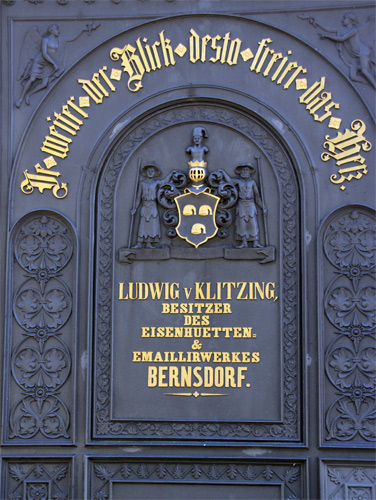 Je·weiter·der·Blick·desto·freier·das·Herz.
LUDWIG v KLITZING,
BESITZER
DES
EISENHUETTEN=
&
EMAILLIRWERKES
BERNSDORF.